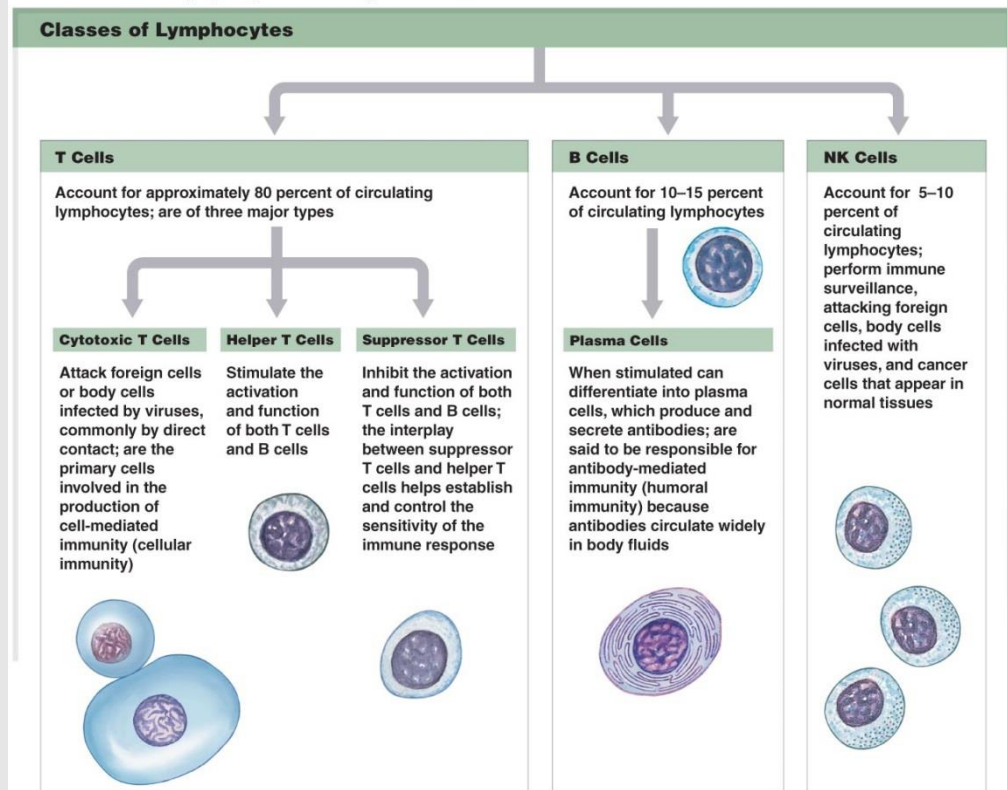 Classes of Lymphocytes
T Cells
Account for approximately 80 percent of circulating
lymphocytes; are of three major types
Cytotoxic T Cells
Attack foreign cells
or body cells
infected by viruses,
commonly by direct
contact; are the
primary cells
involved in the
production of
cell-mediated
immunity (cellular
immunity)
Helper T Cells
Stimulate the
activation
and function
of both T cells
and B cells
Suppressor T Cells
Inhibit the activation
and function of both
T cells and B cells;
the interplay
between suppressor
T cells and helper T
cells helps establish
and control the
sensitivity of the
immune response
B Cells
Account for 10–15 percent
of circulating lymphocytes
Plasma Cells
When stimulated can
differentiate into plasma
cells, which produce and
secrete antibodies; are
said to be responsible for
antibody-mediated
immunity (humoral
immunity) because
antibodies circulate widely
in body fluids
NK Cells
Account for 5–10
percent of
circulating
lymphocytes;
perform immune
surveillance,
attacking foreign
cells, body cells
infected with
viruses, and cancer
cells that appear in
normal tissues